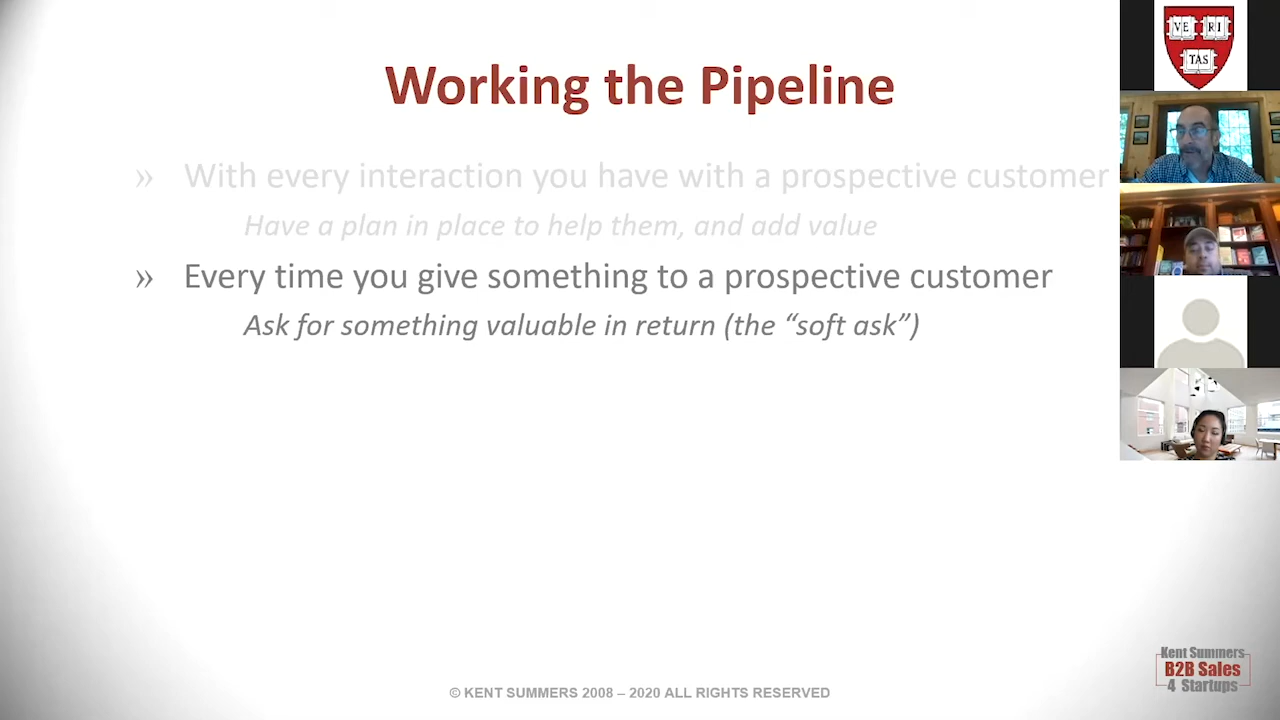 Working the Pipeline
» With every interaction you have with a prospective customer
Have a plan in place to help them, and add value
» Every time you give something to a prospective customer
Ask for something valuable in return (the “soft ask”)
© KENT SUMMERS 2008 – 2020 ALL RIGHTS RESERVED
Kent Summers
B2B Sales
4 Startups
VE RI
TAS